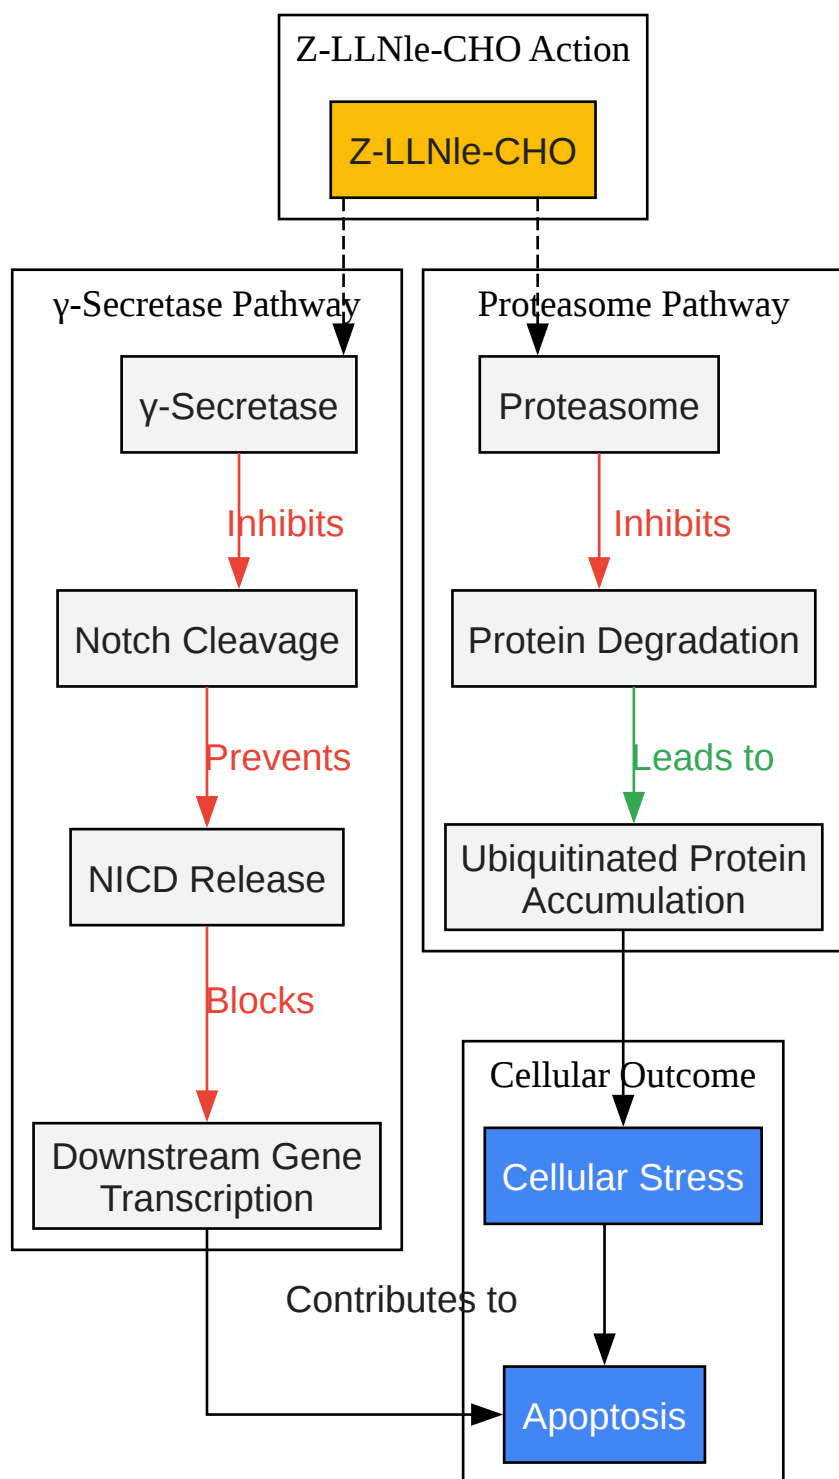 Z-LLNle-CHO Action
Z-LLNle-CHO
γ-Secretase Pathway
γ-Secretase
Inhibits
Notch Cleavage
Prevents
NICD Release
Blocks
Downstream Gene
Transcription
Proteasome Pathway
Proteasome
Inhibits
Protein Degradation
Leads to
Ubiquitinated Protein
Accumulation
Cellular Outcome
Cellular Stress
Contributes to
Apoptosis